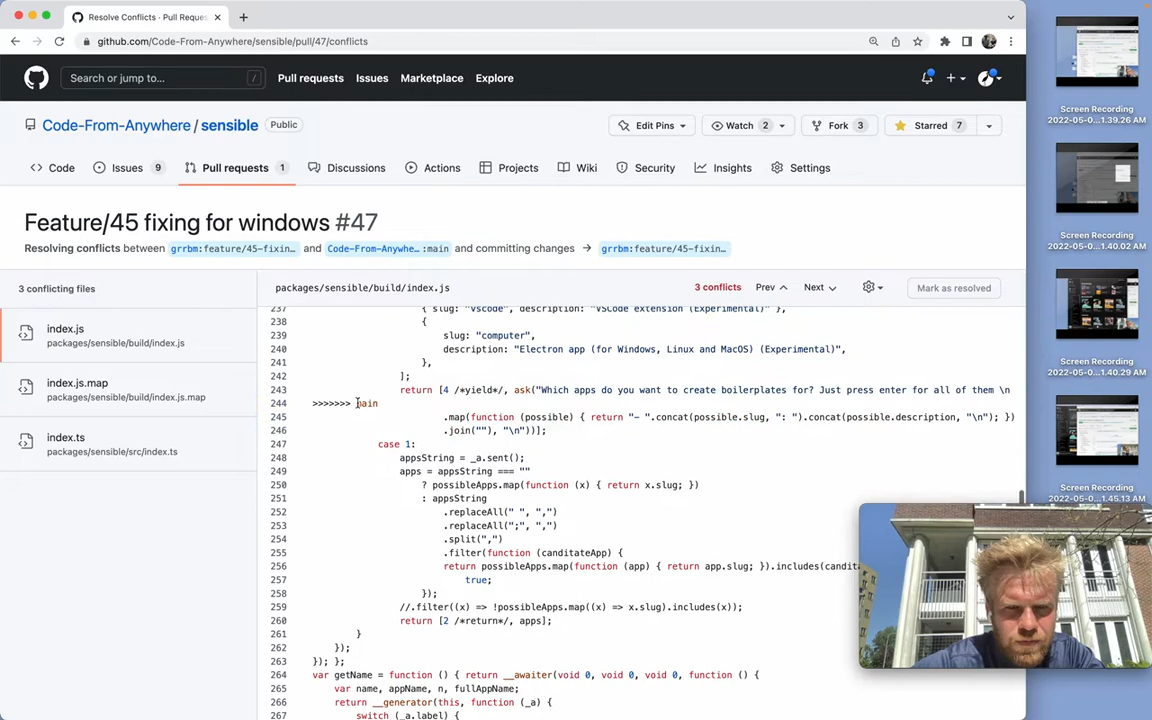 Resolve Conflicts · Pull Reques
github.com/Code-From-Anywhere/sensible/pull/47/conflicts
Search or jump to...
/
Pull requests
Issues
Marketplace
Explore
Code-From-Anywhere / sensible
Public
Edit Pins
Watch 2
Fork 3
Starred 7
Code
Issues 9
Pull requests 1
Discussions
Actions
Projects
Wiki
Security
Insights
Settings
Feature/45 fixing for windows #47
Resolving conflicts between grrbm:feature/45-fixin… and Code-From-Anywhe… :main and committing changes → grrbm:feature/45-fixin…
3 conflicting files
index.js
packages/sensible/build/index.js
index.js.map
packages/sensible/build/index.js.map
index.ts
packages/sensible/src/index.ts
packages/sensible/build/index.js
3 conflicts
Prev
Next
Mark as resolved
237 { slug: "vscode", description: "VSCode extension (Experimental)" },
238 {
239 slug: "computer",
240 description: "Electron app (for Windows, Linux and MacOS) (Experimental)",
241 },
242 ];
243 return [4 /*yield*/, ask("Which apps do you want to create boilerplates for? Just press enter for all of them \n
244 >>>>>>> main
245 .map(function (possible) { return "- ".concat(possible.slug, ": ").concat(possible.description, "\n"); })
246 .join(""), "\n"))];
247 case 1:
248 appsString = _a.sent();
249 apps = appsString === ""
250 ? possibleApps.map(function (x) { return x.slug; })
251 : appsString
252 .replaceAll(" ", ",")
253 .replaceAll(";", ",")
254 .split(",")
255 .filter(function (canditateApp) {
256 return possibleApps.map(function (app) { return app.slug; }).includes(candita
257 true;
258 });
259 //.filter((x) => !possibleApps.map((x) => x.slug).includes(x));
260 return [2 /*return*/, apps];
261 }
262 });
263 }); };
264 var getName = function () { return __awaiter(void 0, void 0, void 0, function () {
265 var name, appName, n, fullAppName;
266 return __generator(this, function (_a) {
267 switch (_a.label) {
Screen Recording
2022-05-0...1.39.26 AM
Screen Recording
2022-05-0...1.40.02 AM
Screen Recording
2022-05-0...1.40.29 AM
Screen Recording
2022-05-0...1.45.13 AM